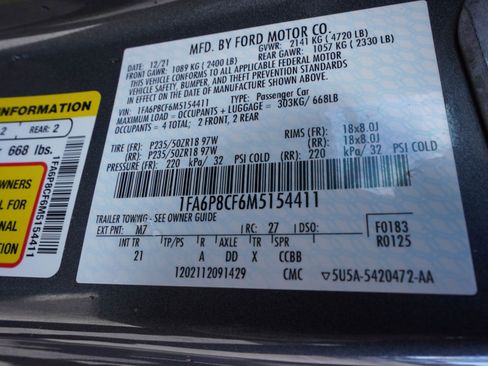 MFD. BY FORD MOTOR CO.
12/21
GVWR: 2141 KG ( 4720 LB)
FRONT GAWR: 1089 KG ( 2400 LB)
REAR GAWR: 1057 KG ( 2330 LB)
THIS VEHICLE CONFORMS TO ALL APPLICABLE FEDERAL MOTOR
VEHICLE SAFETY, BUMPER, AND THEFT PREVENTION STANDARDS
IN EFFECT ON THE DATE OF MANUFACTURE SHOWN ABOVE.
VIN: 1FA6P8CF6M5154411 TYPE: Passenger Car
MAXIMUM LOAD = OCCUPANTS + LUGGAGE = 303KG/ 668LB
OCCUPANTS = 4 TOTAL; 2 FRONT, 2 REAR
TIRE (FR): P235/50ZR18 97W RIMS (FR): 18x8.0J
(RR): P235/50ZR18 97W (RR): 18x8.0J
PRESSURE (FR) : 220 kPa/ 32 PSI COLD (RR): 220 kPa/ 32 PSI COLD
1FA6P8CF6M5154411
TRAILER TOWING - SEE OWNER GUIDE
EXT PNT: M7 RC: 27 DSO:
F0183
R0125
INT TR TP/PS R AXLE TR SPR
21 A DD X CCBB
1202112091429 CMC 5U5A-5420472-AA
INFORMATION
2 REAR: 2
668 lbs.
OWNERS
L FOR
ONAL
ATION
1FA6P8CF6M5154411